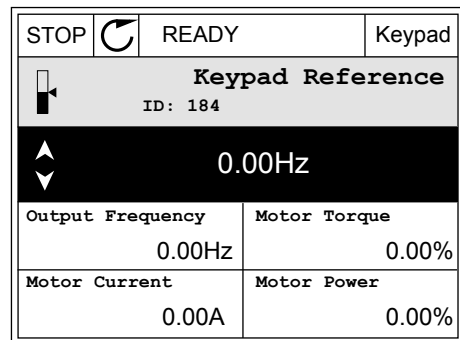 STOP READY Keypad
Keypad Reference
ID: 184
0.00Hz
Output Frequency Motor Torque
0.00Hz 0.00%
Motor Current Motor Power
0.00A 0.00%